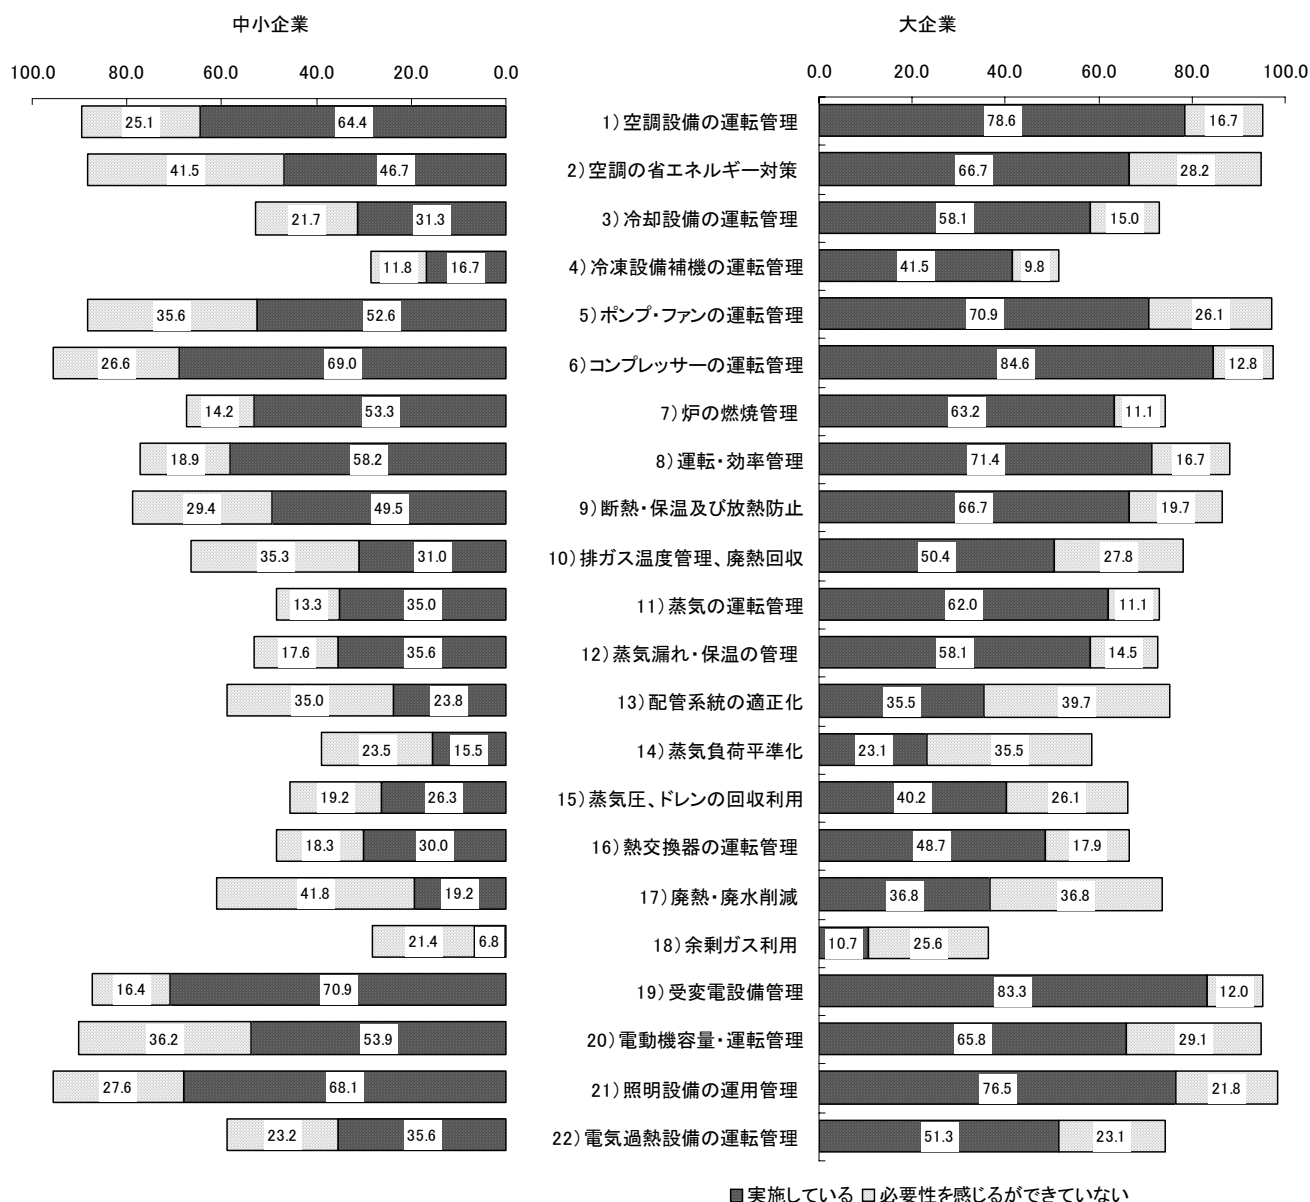 中小企業 大企業
100.0 80.0 60.0 40.0 20.0 0.0 0.0 20.0 40.0 60.0 80.0 100.0
25.1 64.4 1)空調設備の運転管理 78.6 16.7
41.5 46.7 2)空調の省エネルギー対策 66.7 28.2
21.7 31.3 3)冷却設備の運転管理 58.1 15.0
11.8 16.7 4)冷凍設備補機の運転管理 41.5 9.8
35.6 52.6 5)ポンプ・ファンの運転管理 70.9 26.1
26.6 69.0 6)コンプレッサーの運転管理 84.6 12.8
14.2 53.3 7)炉の燃焼管理 63.2 11.1
18.9 58.2 8)運転・効率管理 71.4 16.7
29.4 49.5 9)断熱・保温及び放熱防止 66.7 19.7
35.3 31.0 10)排ガス温度管理、廃熱回収 50.4 27.8
13.3 35.0 11)蒸気の運転管理 62.0 11.1
17.6 35.6 12)蒸気漏れ・保温の管理 58.1 14.5
35.0 23.8 13)配管系統の適正化 35.5 39.7
23.5 15.5 14)蒸気負荷平準化 23.1 35.5
19.2 26.3 15)蒸気圧、ドレンの回収利用 40.2 26.1
18.3 30.0 16)熱交換器の運転管理 48.7 17.9
41.8 19.2 17)廃熱・廃水削減 36.8 36.8
21.4 6.8 18)余剰ガス利用 10.7 25.6
16.4 70.9 19)受変電設備管理 83.3 12.0
36.2 53.9 20)電動機容量・運転管理 65.8 29.1
27.6 68.1 21)照明設備の運用管理 76.5 21.8
23.2 35.6 22)電気過熱設備の運転管理 51.3 23.1
実施している 必要性を感じるができていない